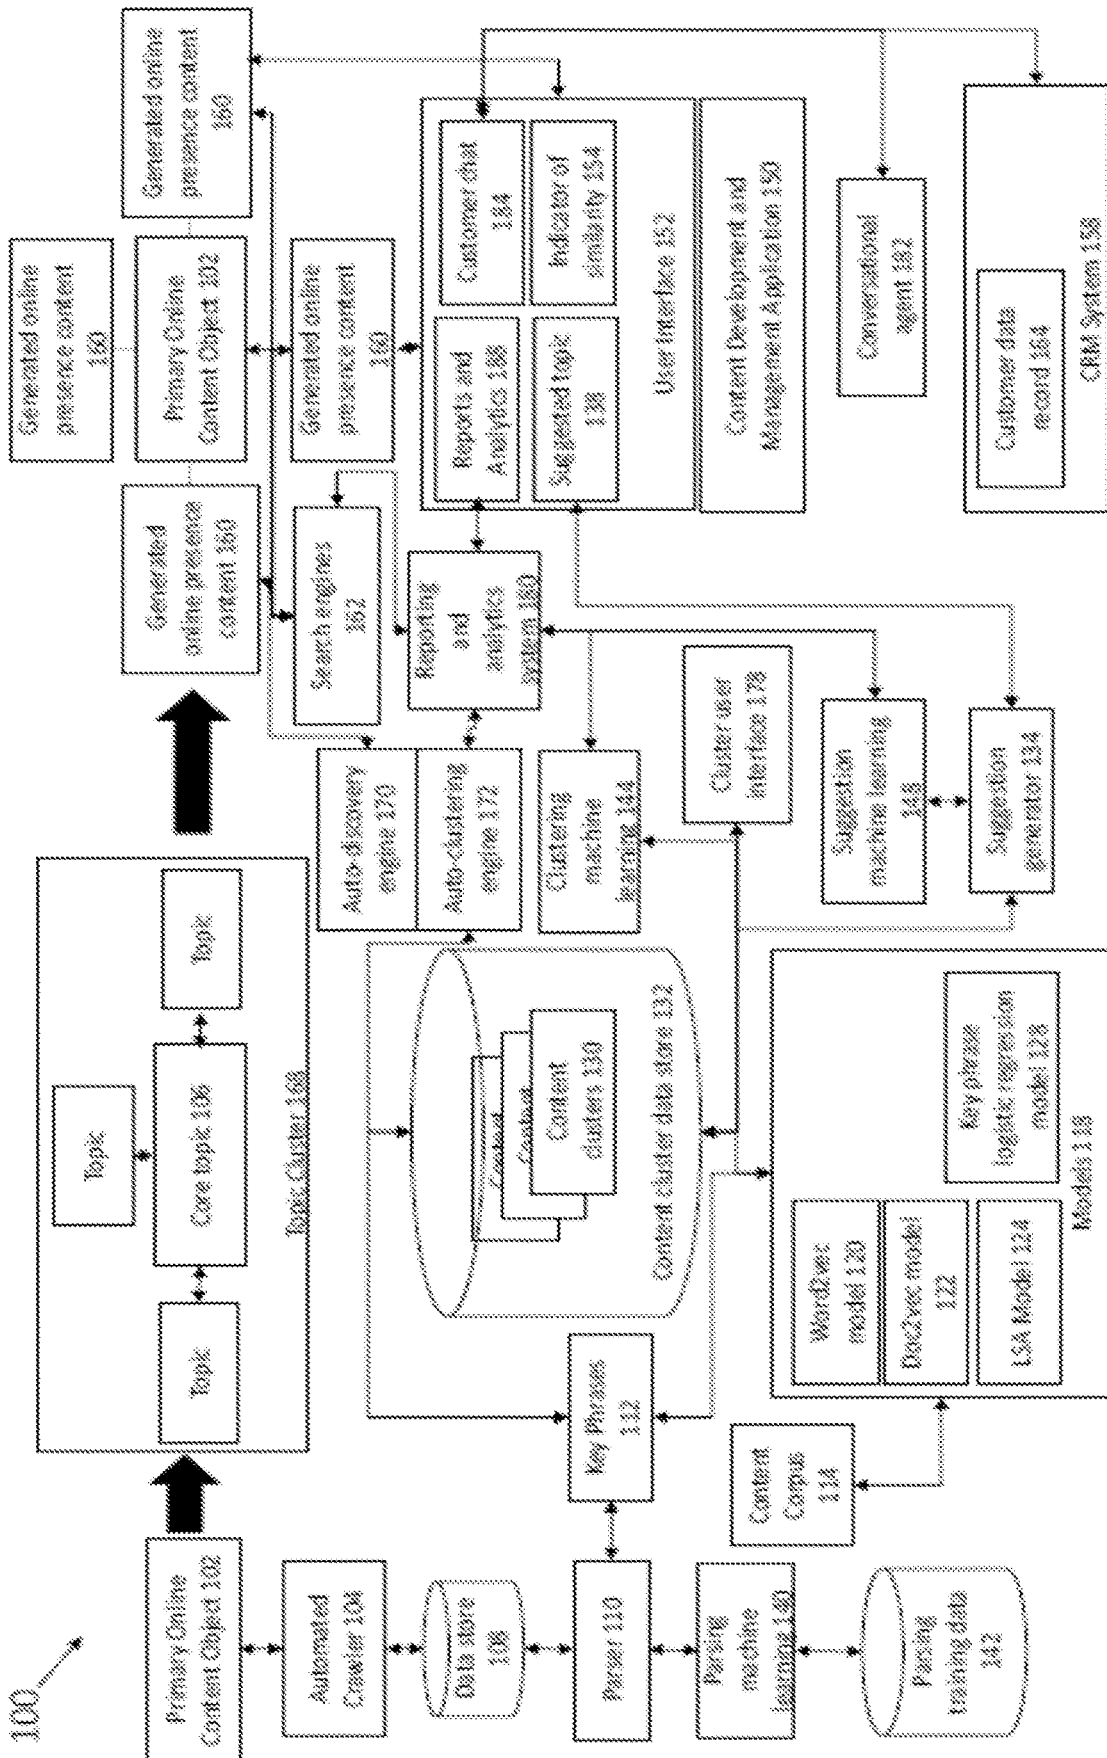 100
Primary Online
Content Object 102
Automated
Crawler 104
Data store
108
Parser 110
Parsing
machine
learning 140
Parsing
training data
142
Topic
Core topic 106
Topic
Topic
Topic Cluster 168
Key Phrases
112
Content
Corpus
114
Content
Content
Content
clusters 130
Content cluster data store 132
Word2vec
model 120
Doc2vec model
122
LSA Model 124
Key phrase
logistic regression
model 128
Models 118
Auto-discovery
engine 170
Auto-clustering
engine 172
Clustering
machine
learning 144
Cluster user
interface 178
Suggestion
machine learning
148
Suggestion
generator 134
Generated
online presence
content 160
Search engines
162
Reporting
and
analytics
system 180
Generated online
presence content
160
Primary Online
Content Object 102
Generated online
presence content
160
Generated online
presence content
160
Reports and
Analytics 188
Customer chat
184
Suggested topic
138
Indicator of
similarity 154
User Interface 152
Content Development and
Management Application 150
Conversational
agent 182
Customer data
record 164
CRM System 158